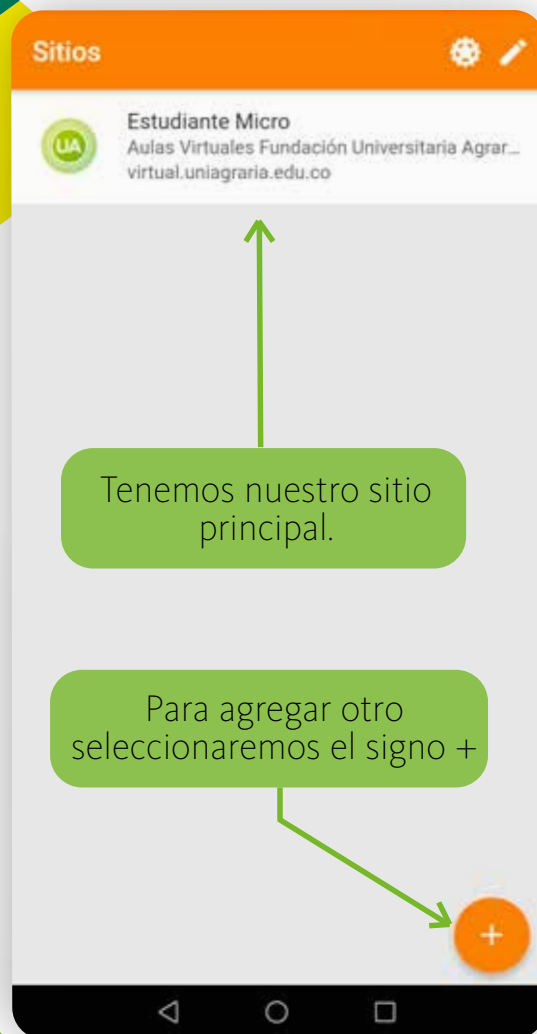 Sitios
UA
Estudiante Micro
Aulas Virtuales Fundación Universitaria Agrar...
virtual.uniagraria.edu.co
Tenemos nuestro sitio
principal.
Para agregar otro
seleccionaremos el signo +
+